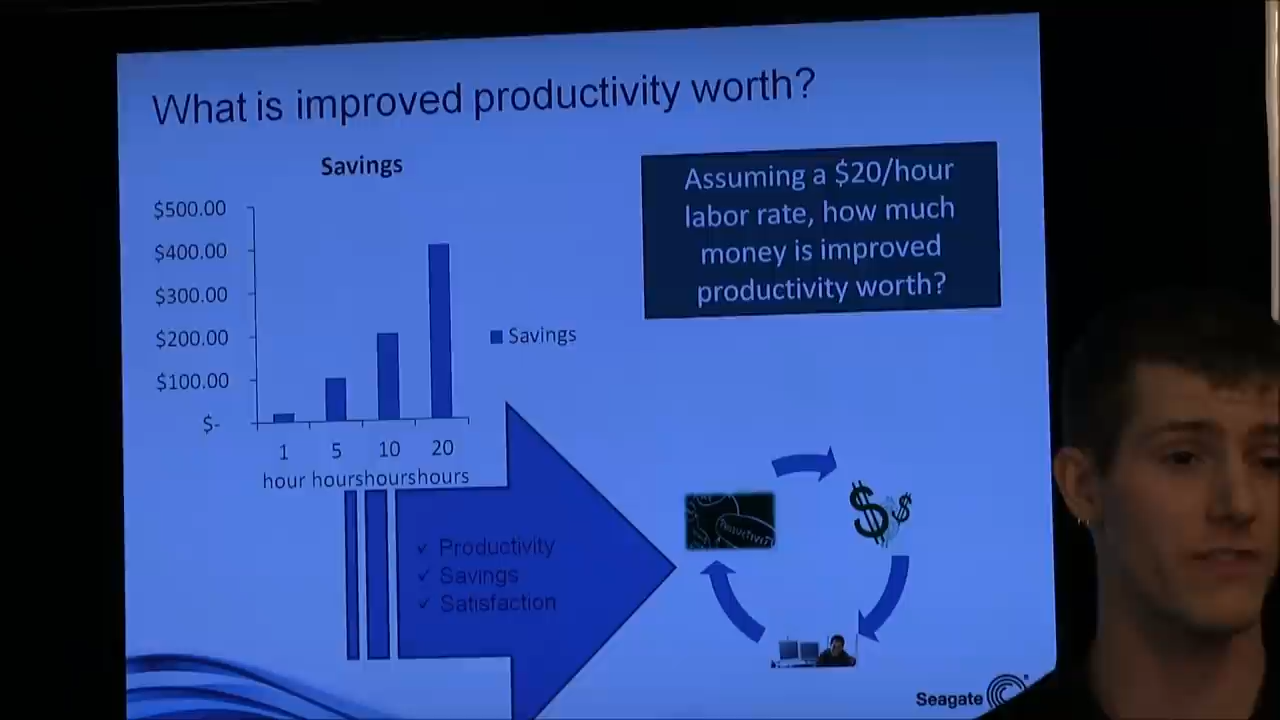 What is improved productivity worth?
Savings
$500.00
$400.00
$300.00
$200.00
$100.00
$-
1 5 10 20
hour hourshourshours
Savings
Assuming a $20/hour
labor rate, how much
money is improved
productivity worth?
✓ Productivity
✓ Savings
✓ Satisfaction
$ $
Seagate